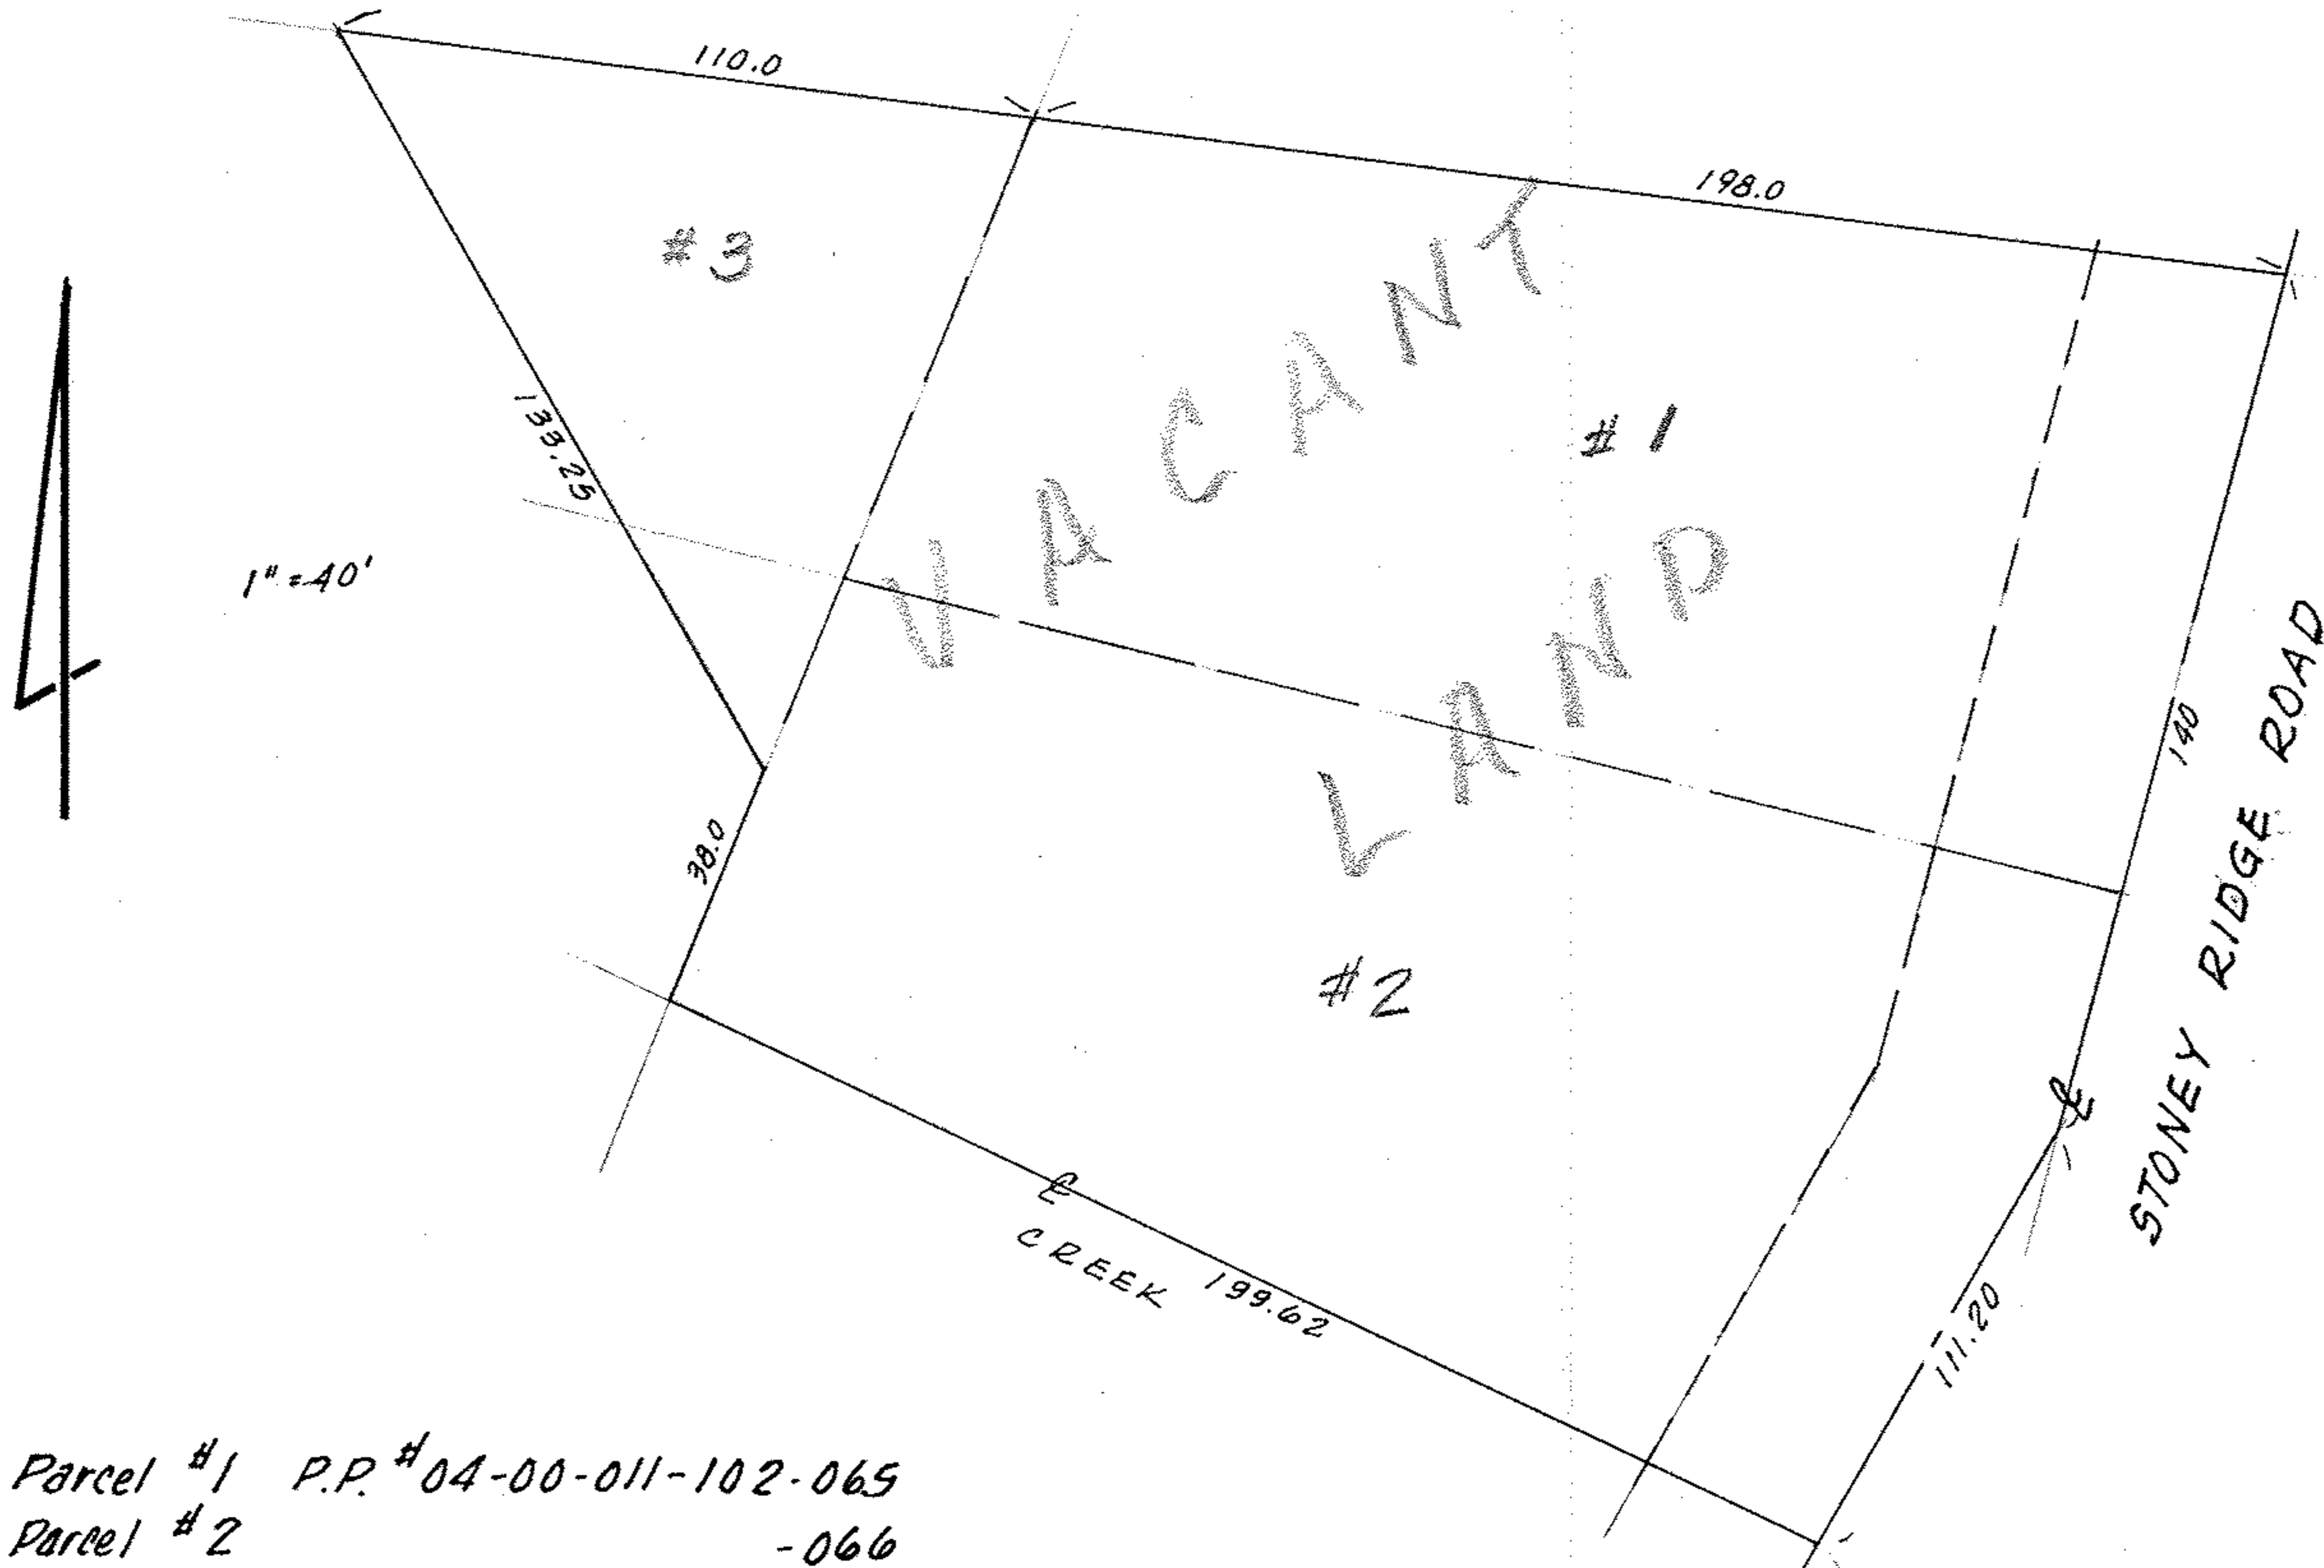 110.0
198.0
#3
133.25
1"=40'
VACANT
LAND
#1
140
STONEY RIDGE ROAD
38.0
#2
℄
℄
CREEK 199.62
111.20
Parcel #1 P.P. #04-00-011-102-065
Parcel #2 -066